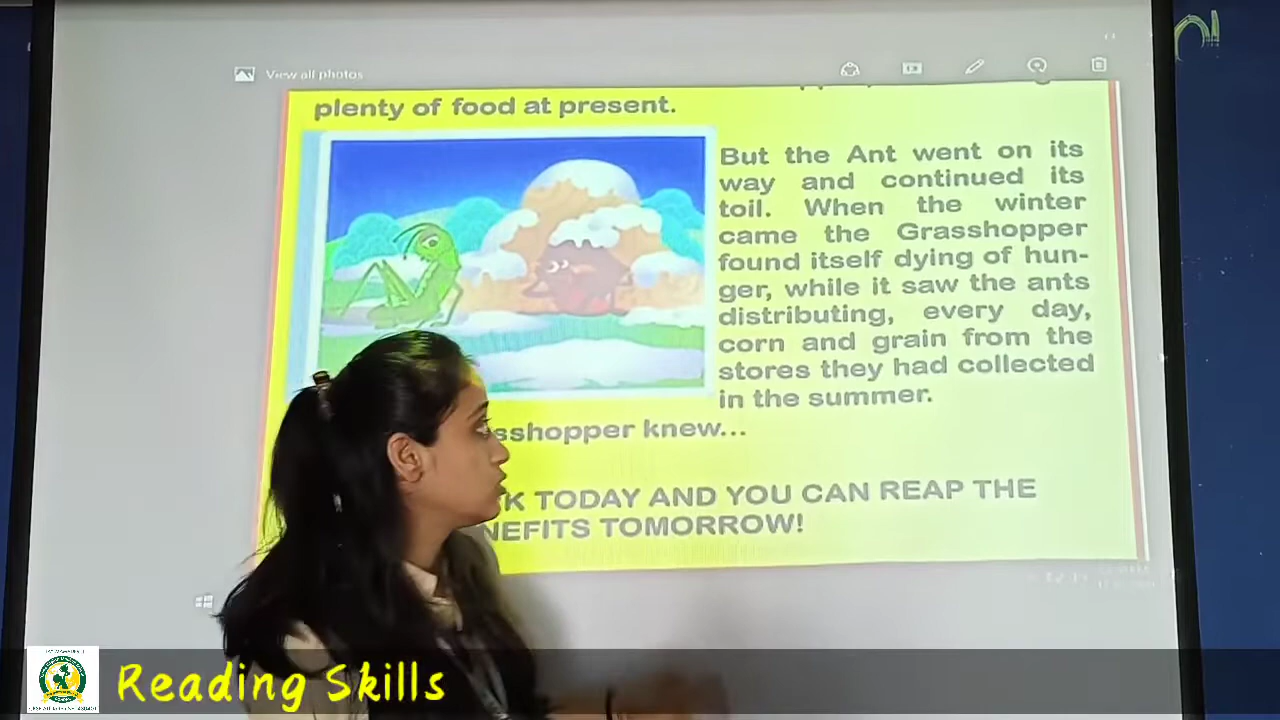 View all photos
plenty of food at present.
But the Ant went on its
way and continued its
toil. When the winter
came the Grasshopper
found itself dying of hun-
ger, while it saw the ants
distributing, every day,
corn and grain from the
stores they had collected
in the summer.
sshopper knew...
K TODAY AND YOU CAN REAP THE
NEFITS TOMORROW!
Reading Skills